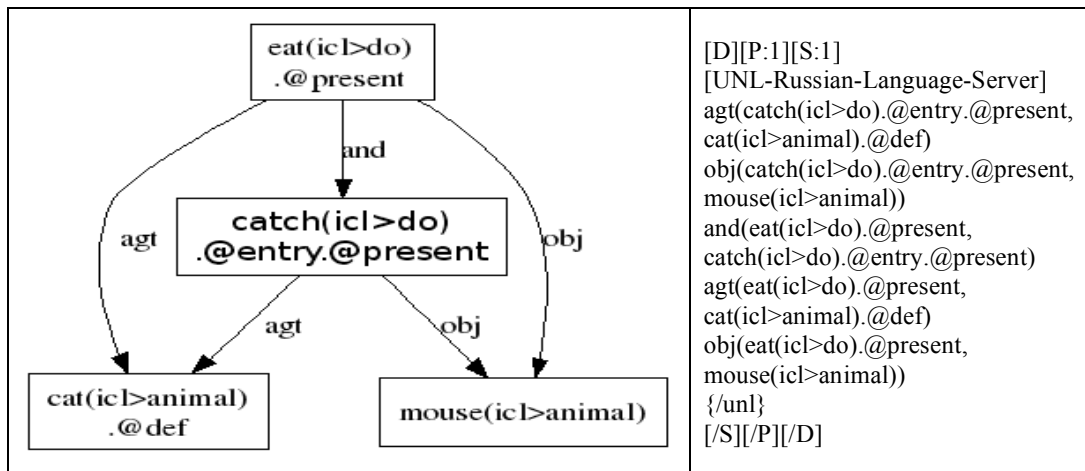 eat(icl>do)
.@present
and
catch(icl>do)
.@entry.@present
agt
obj
agt
obj
cat(icl>animal)
.@def
mouse(icl>animal)
[D][P:1][S:1]
[UNL-Russian-Language-Server]
agt(catch(icl>do).@entry.@present,
cat(icl>animal).@def)
obj(catch(icl>do).@entry.@present,
mouse(icl>animal))
and(eat(icl>do).@present,
catch(icl>do).@entry.@present)
agt(eat(icl>do).@present,
cat(icl>animal).@def)
obj(eat(icl>do).@present,
mouse(icl>animal))
{/unl}
[/S][/P][/D]